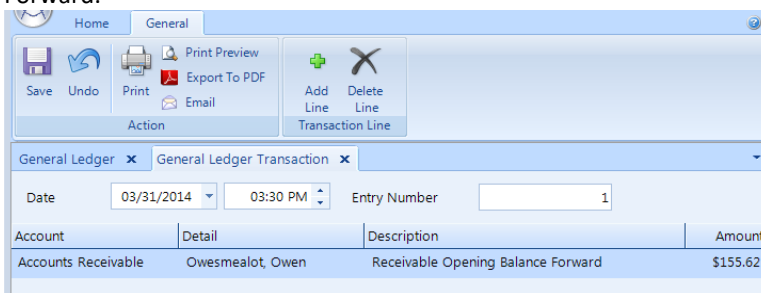 Forward.
Home General
Print Preview
Export To PDF
Email
Save Undo Print
Add Line
Delete Line
Action
Transaction Line
General Ledger x General Ledger Transaction x
Date 03/31/2014 03:30 PM Entry Number 1
Account Detail Description Amount
Accounts Receivable Owesmealot, Owen Receivable Opening Balance Forward $155.62